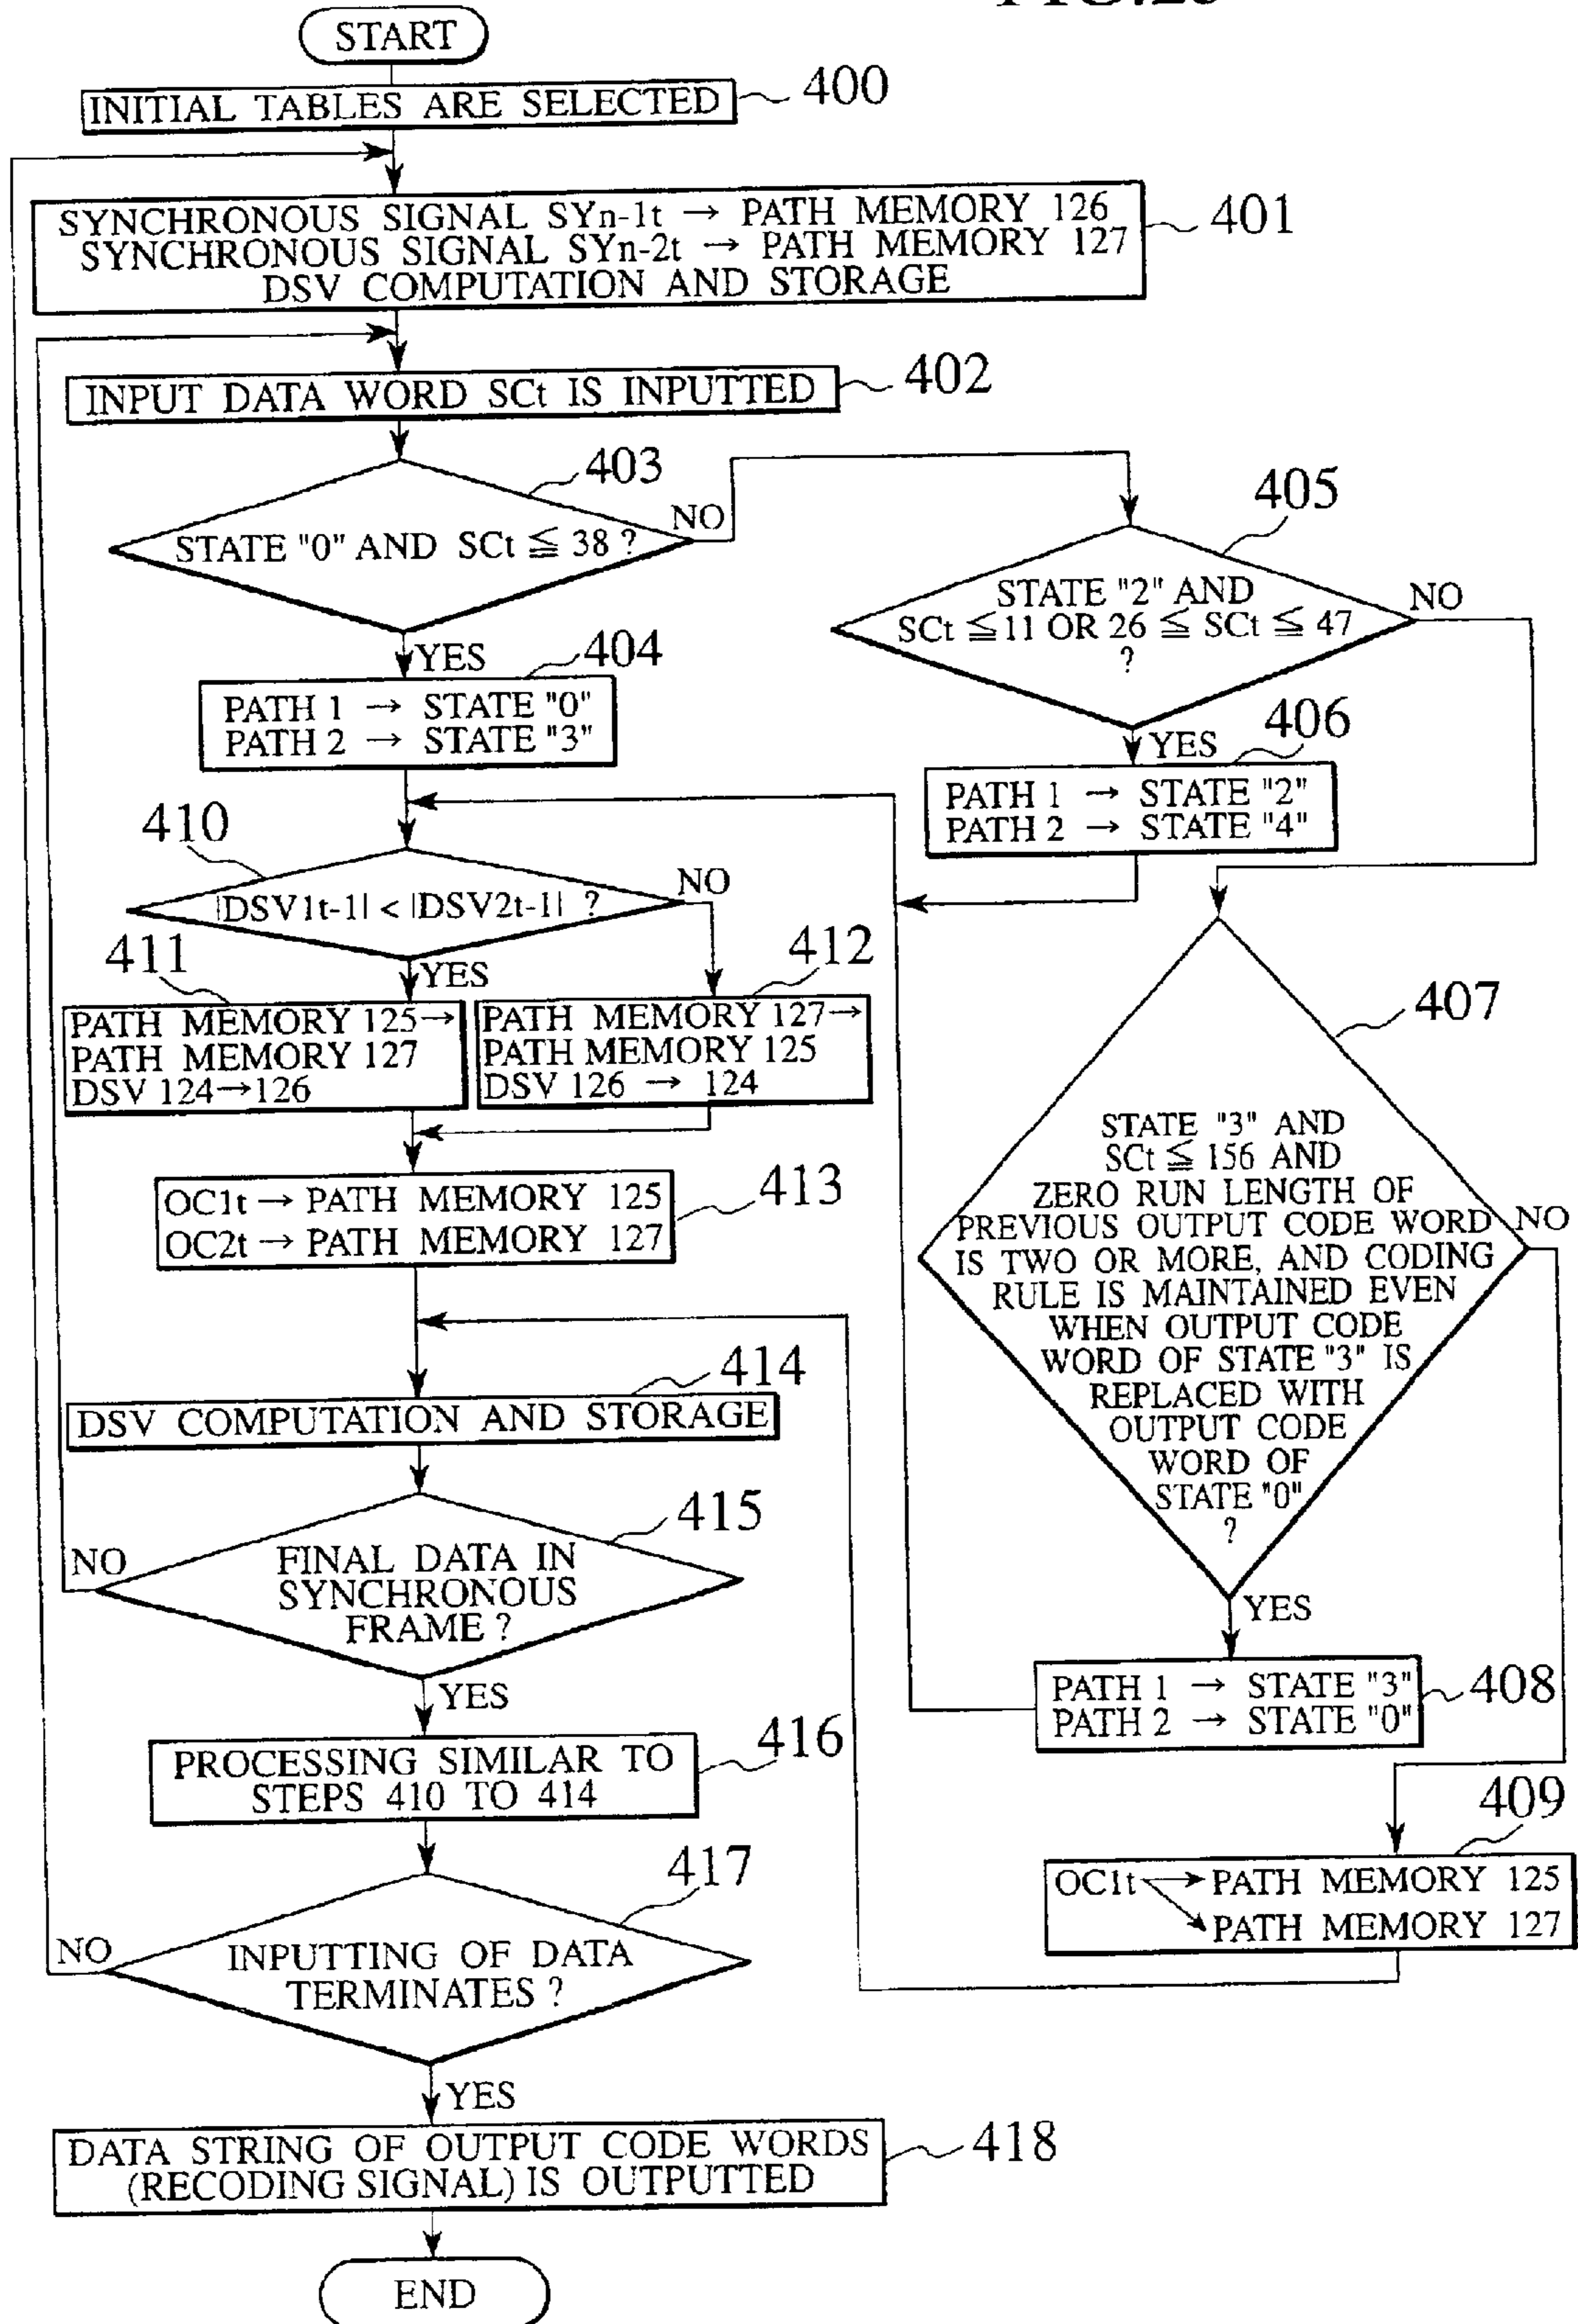 START
INITIAL TABLES ARE SELECTED
400
SYNCHRONOUS SIGNAL SYn-1t → PATH MEMORY 126
SYNCHRONOUS SIGNAL SYn-2t → PATH MEMORY 127
DSV COMPUTATION AND STORAGE
401
INPUT DATA WORD SCt IS INPUTTED
402
403
STATE "0" AND SCt ≦ 38 ?
NO
YES
404
PATH 1 → STATE "0"
PATH 2 → STATE "3"
405
STATE "2" AND
SCt ≦ 11 OR 26 ≦ SCt ≦ 47
?
NO
YES
406
PATH 1 → STATE "2"
PATH 2 → STATE "4"
410
|DSV1t-1| < |DSV2t-1| ?
NO
YES
411
PATH MEMORY 125→
PATH MEMORY 127
DSV 124→126
412
PATH MEMORY 127→
PATH MEMORY 125
DSV 126 → 124
407
STATE "3" AND
SCt ≦ 156 AND
ZERO RUN LENGTH OF
PREVIOUS OUTPUT CODE WORD
IS TWO OR MORE, AND CODING
RULE IS MAINTAINED EVEN
WHEN OUTPUT CODE
WORD OF STATE "3" IS
REPLACED WITH
OUTPUT CODE
WORD OF
STATE "0"
?
NO
YES
413
OC1t → PATH MEMORY 125
OC2t → PATH MEMORY 127
414
DSV COMPUTATION AND STORAGE
415
FINAL DATA IN
SYNCHRONOUS
FRAME ?
NO
YES
PATH 1 → STATE "3"
PATH 2 → STATE "0"
408
416
PROCESSING SIMILAR TO
STEPS 410 TO 414
409
OC1t → PATH MEMORY 125
PATH MEMORY 127
417
INPUTTING OF DATA
TERMINATES ?
NO
YES
DATA STRING OF OUTPUT CODE WORDS
(RECODING SIGNAL) IS OUTPUTTED
418
END